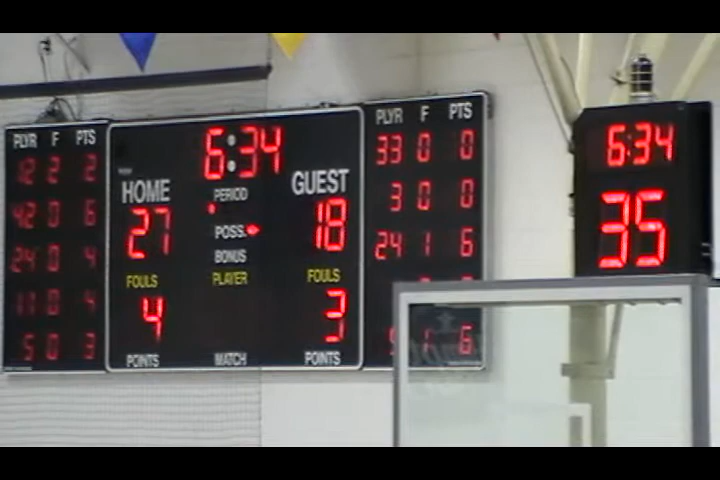 PLYR F PTS
12 2 2
42 0 6
24 0 4
11 0 4
5 0 3
6:34
HOME GUEST
PERIOD
27 18
POSS.
BONUS
FOULS PLAYER FOULS
4 3
POINTS MATCH POINTS
PLYR F PTS
33 0 0
3 0 0
24 1 6
1 6
6:34
35